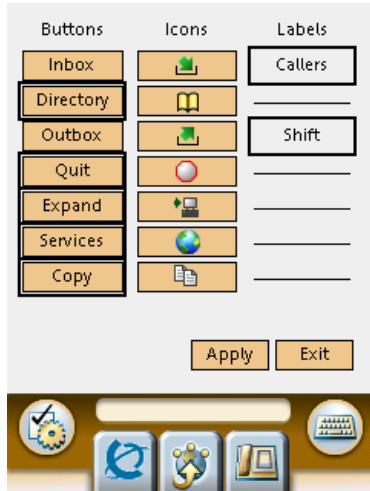 Buttons Icons Labels
Inbox Callers
Directory
Outbox Shift
Quit
Expand
Services
Copy
Apply Exit